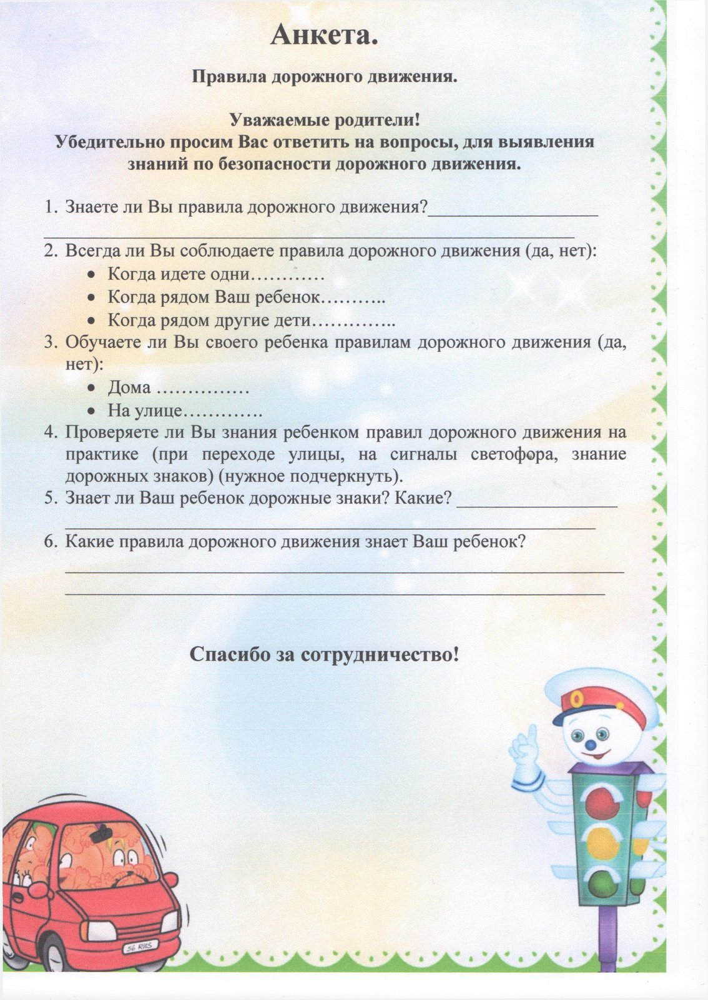 Анкета.
Правила дорожного движения.
Уважаемые родители!
Убедительно просим Вас ответить на вопросы, для выявления
знаний по безопасности дорожного движения.
1. Знаете ли Вы правила дорожного движения?__________________
________________________________________________________
2. Всегда ли Вы соблюдаете правила дорожного движения (да, нет):
• Когда идете одни…………
• Когда рядом Ваш ребенок………..
• Когда рядом другие дети…………..
3. Обучаете ли Вы своего ребенка правилам дорожного движения (да,
нет):
• Дома ……………
• На улице………….
4. Проверяете ли Вы знания ребенком правил дорожного движения на
практике (при переходе улицы, на сигналы светофора, знание
дорожных знаков) (нужное подчеркнуть).
5. Знает ли Ваш ребенок дорожные знаки? Какие? _________________
________________________________________________________
6. Какие правила дорожного движения знает Ваш ребенок?
___________________________________________________________
_________________________________________________________
Спасибо за сотрудничество!
56 RUS